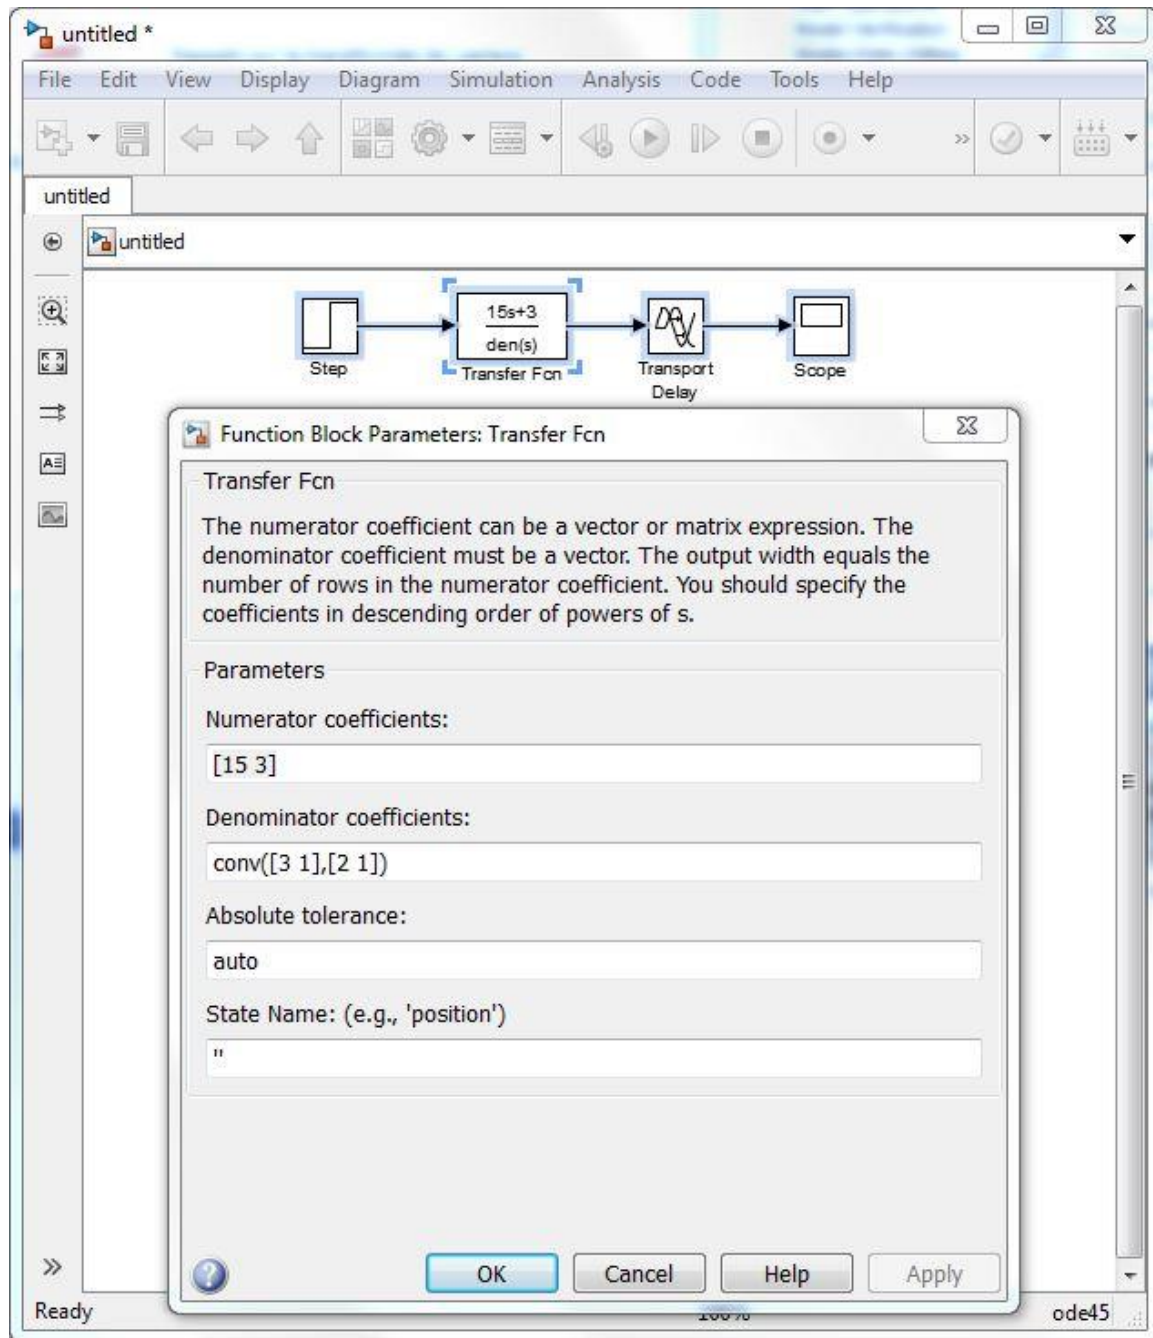 untitled *
File Edit View Display Diagram Simulation Analysis Code Tools Help
untitled
untitled
15s+3
den(s)
Step
Transfer Fcn
Transport
Delay
Scope
Function Block Parameters: Transfer Fcn
Transfer Fcn
The numerator coefficient can be a vector or matrix expression. The
denominator coefficient must be a vector. The output width equals the
number of rows in the numerator coefficient. You should specify the
coefficients in descending order of powers of s.
Parameters
Numerator coefficients:
[15 3]
Denominator coefficients:
conv([3 1],[2 1])
Absolute tolerance:
auto
State Name: (e.g., 'position')
''
OK Cancel Help Apply
Ready 100% ode45